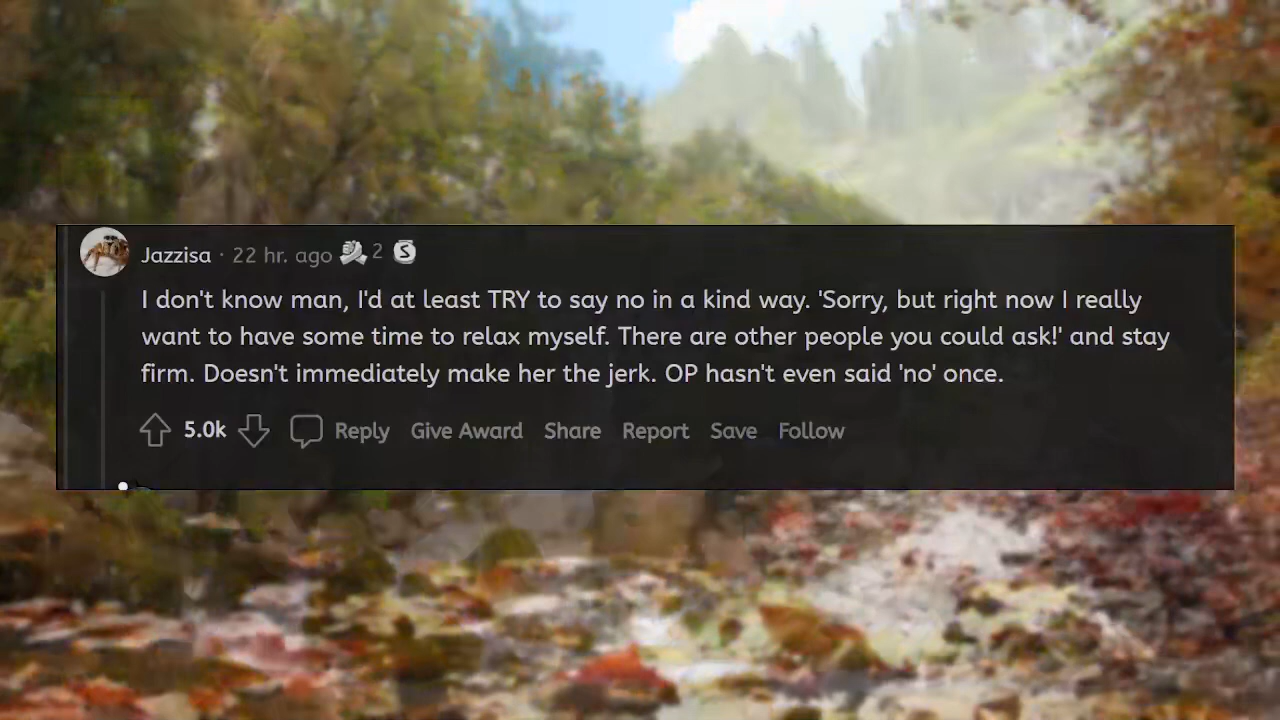 Jazzisa · 22 hr. ago 2 S
I don't know man, I'd at least TRY to say no in a kind way. 'Sorry, but right now I really
want to have some time to relax myself. There are other people you could ask!' and stay
firm. Doesn't immediately make her the jerk. OP hasn't even said 'no' once.
5.0k Reply Give Award Share Report Save Follow